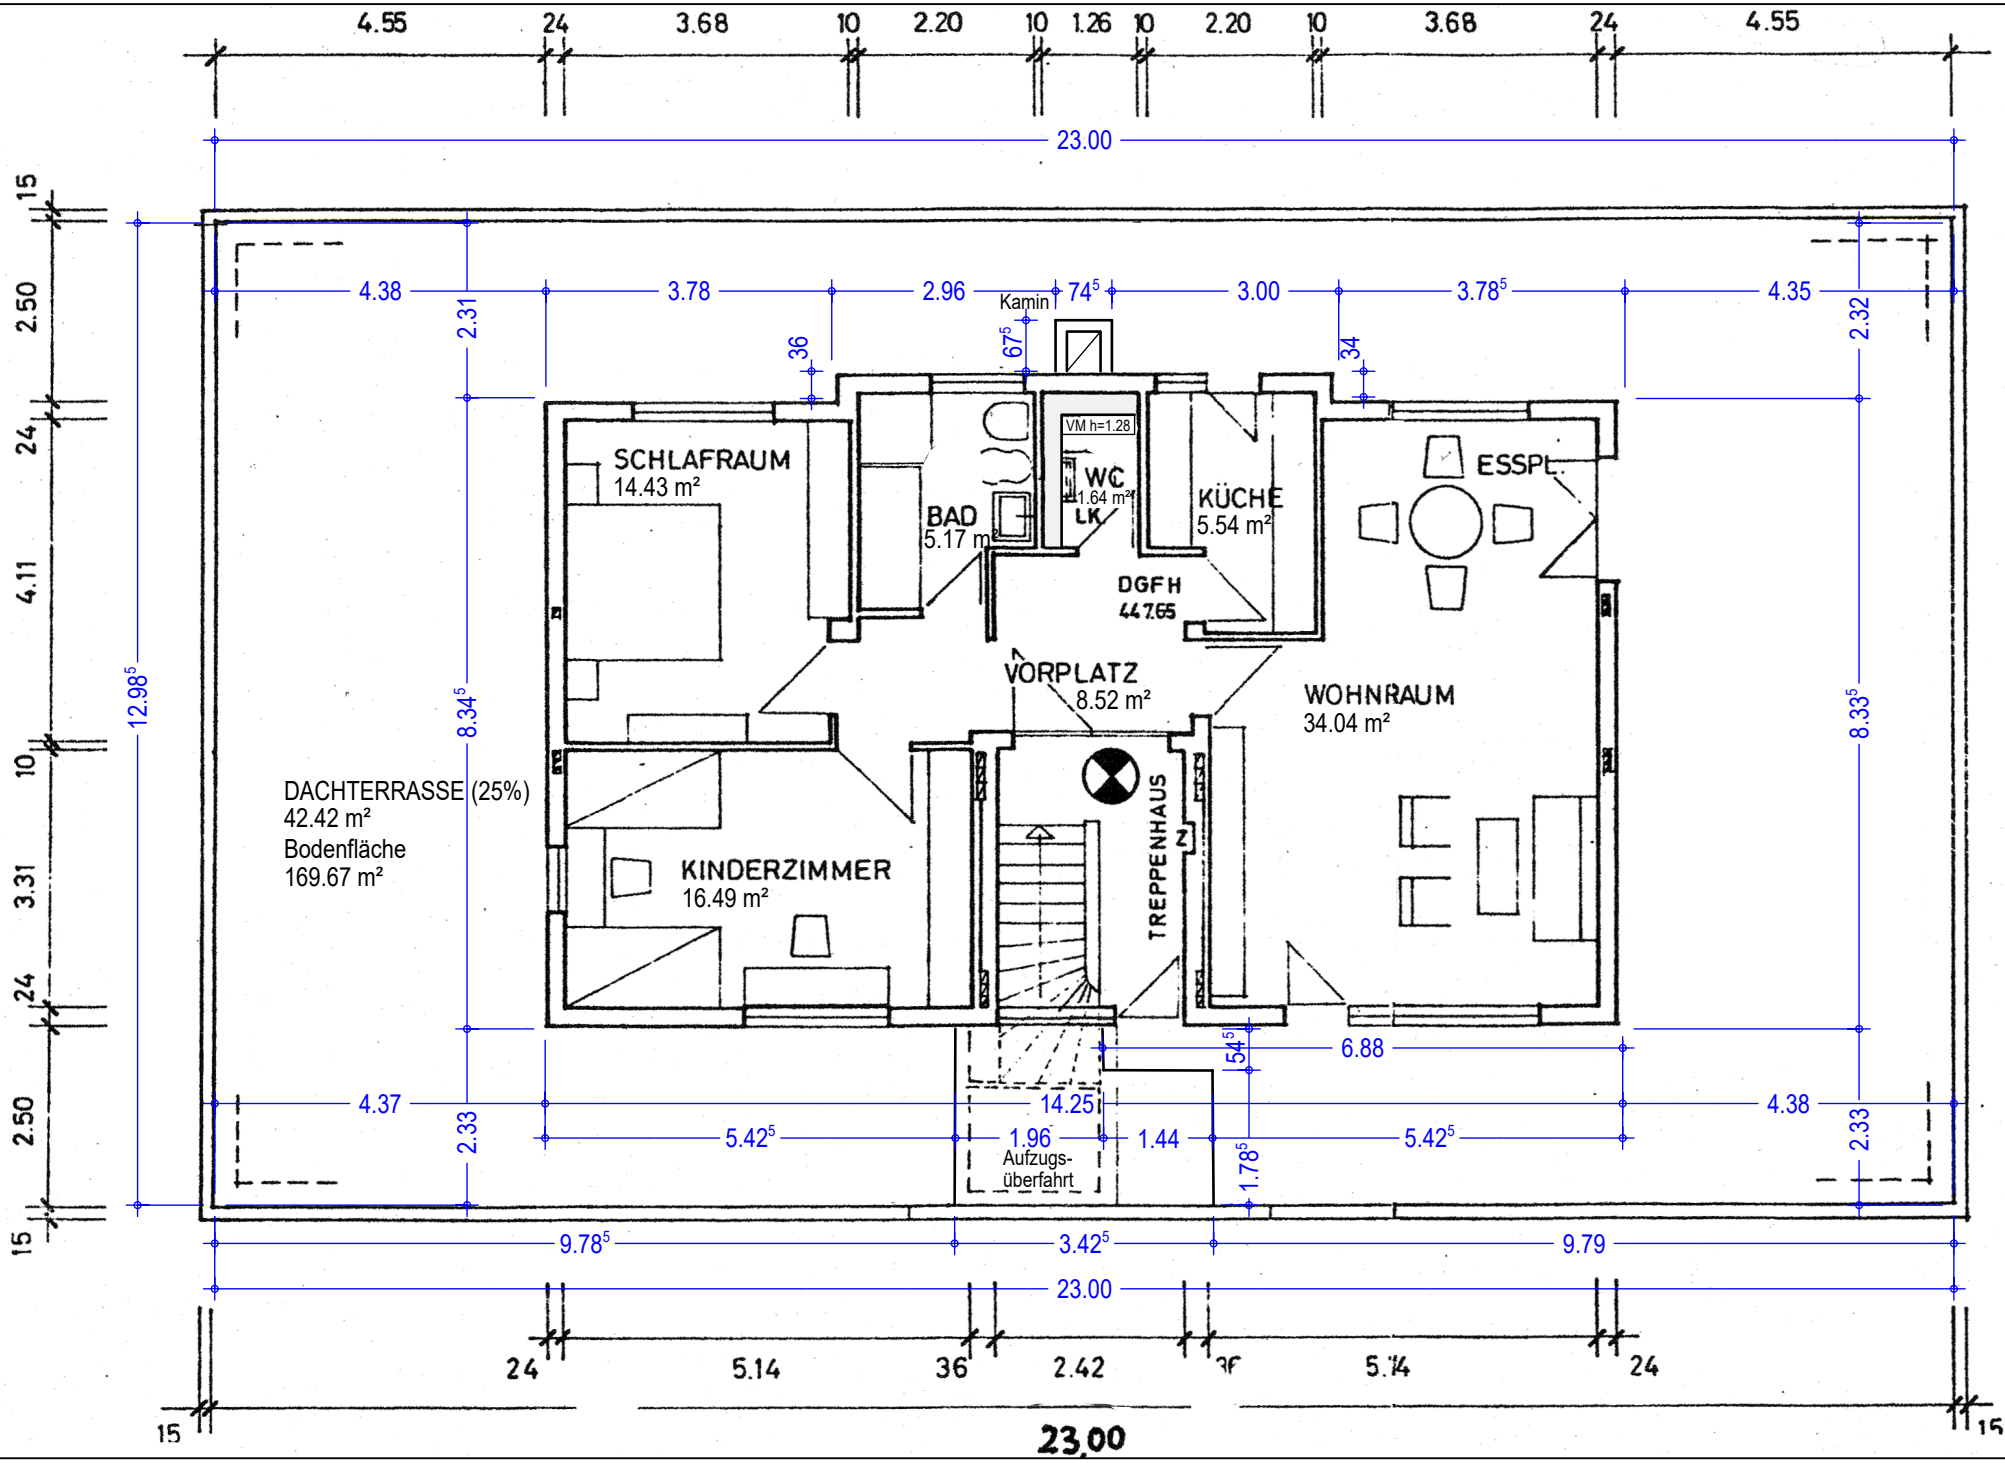 4.55 24 3.68 10 2.20 10 1.26 10 2.20 10 3.68 24 4.55
23.00
15
2.50
24
4.11
10
3.31
24
2.50
15
12.98⁵
4.38 3.78 2.96 74⁵ 3.00 3.78⁵ 4.35
Kamin
2.31
36
67⁵
34
2.32
VM h=1.28
SCHLAFRAUM
14.43 m²
BAD
5.17 m²
WC
1.64 m²
LK
KÜCHE
5.54 m²
ESSPL.
DGFH
447.65
VORPLATZ
8.52 m²
WOHNRAUM
34.04 m²
8.34⁵
8.33⁵
DACHTERRASSE (25%)
42.42 m²
Bodenfläche
169.67 m²
KINDERZIMMER
16.49 m²
TREPPENHAUS
Z
54⁵
6.88
4.37 14.25 4.38
2.33
5.42⁵ 1.96 1.44 5.42⁵
2.33
Aufzugs-
überfahrt
1.78⁵
9.78⁵ 3.42⁵ 9.79
23.00
24 5.14 36 2.42 5.14 24
15 23,00 15